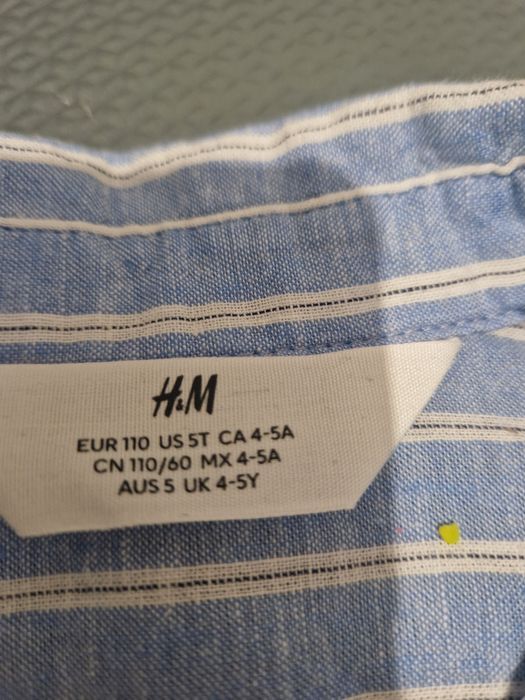 H&M
EUR 110 US 5T CA 4-5A
CN 110/60 MX 4-5A
AUS 5 UK 4-5Y